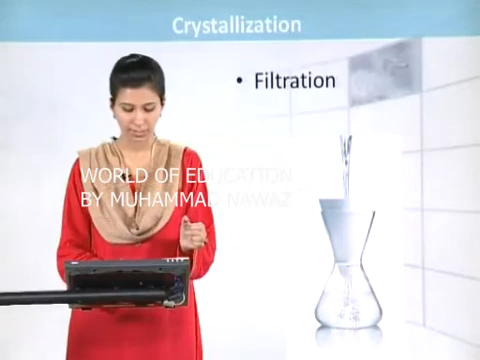 Crystallization
• Filtration
WORLD OF EDUCATION
BY MUHAMMAD NAWAZ